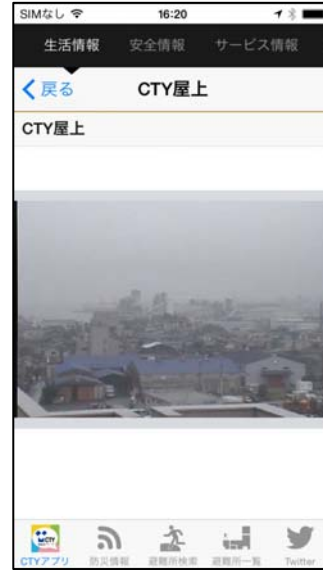 SIMなし 16:20
生活情報 安全情報 サービス情報
戻る CTY屋上
CTY屋上
CTY
CTYアプリ 防災情報 避難所検索 避難所一覧 Twitter